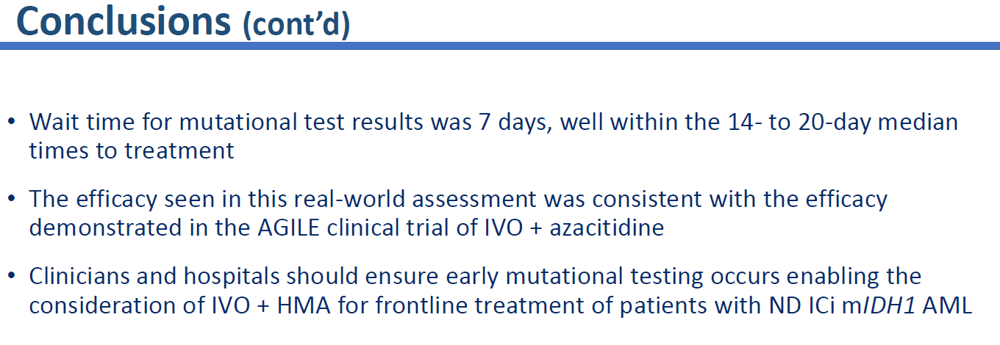 Conclusions (cont’d)
• Wait time for mutational test results was 7 days, well within the 14- to 20-day median
times to treatment
• The efficacy seen in this real-world assessment was consistent with the efficacy
demonstrated in the AGILE clinical trial of IVO + azacitidine
• Clinicians and hospitals should ensure early mutational testing occurs enabling the
consideration of IVO + HMA for frontline treatment of patients with ND ICi mIDH1 AML